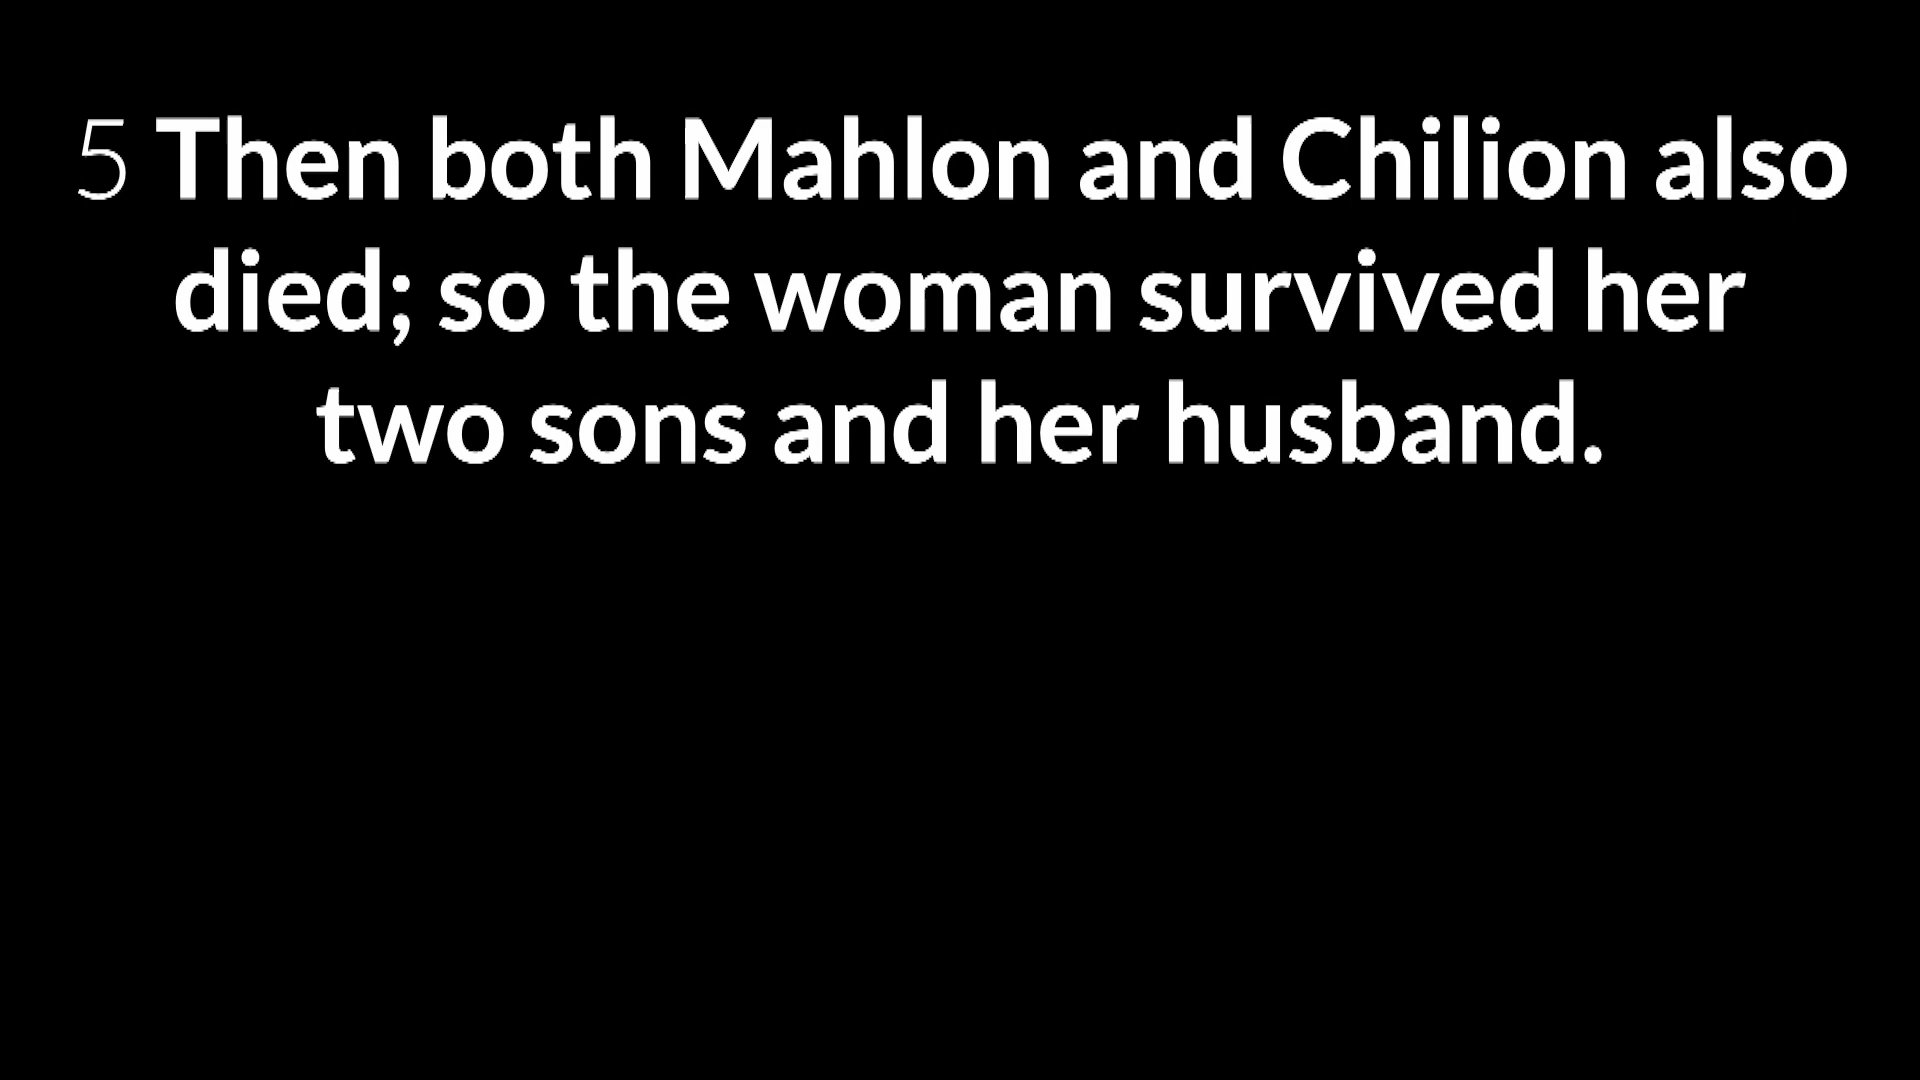 5 Then both Mahlon and Chilion also
died; so the woman survived her
two sons and her husband.